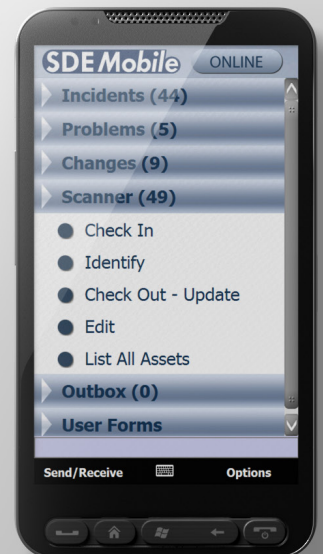 SDE Mobile ONLINE
Incidents (44)
Problems (5)
Changes (9)
Scanner (49)
Check In
Identify
Check Out - Update
Edit
List All Assets
Outbox (0)
User Forms
Send/Receive Options